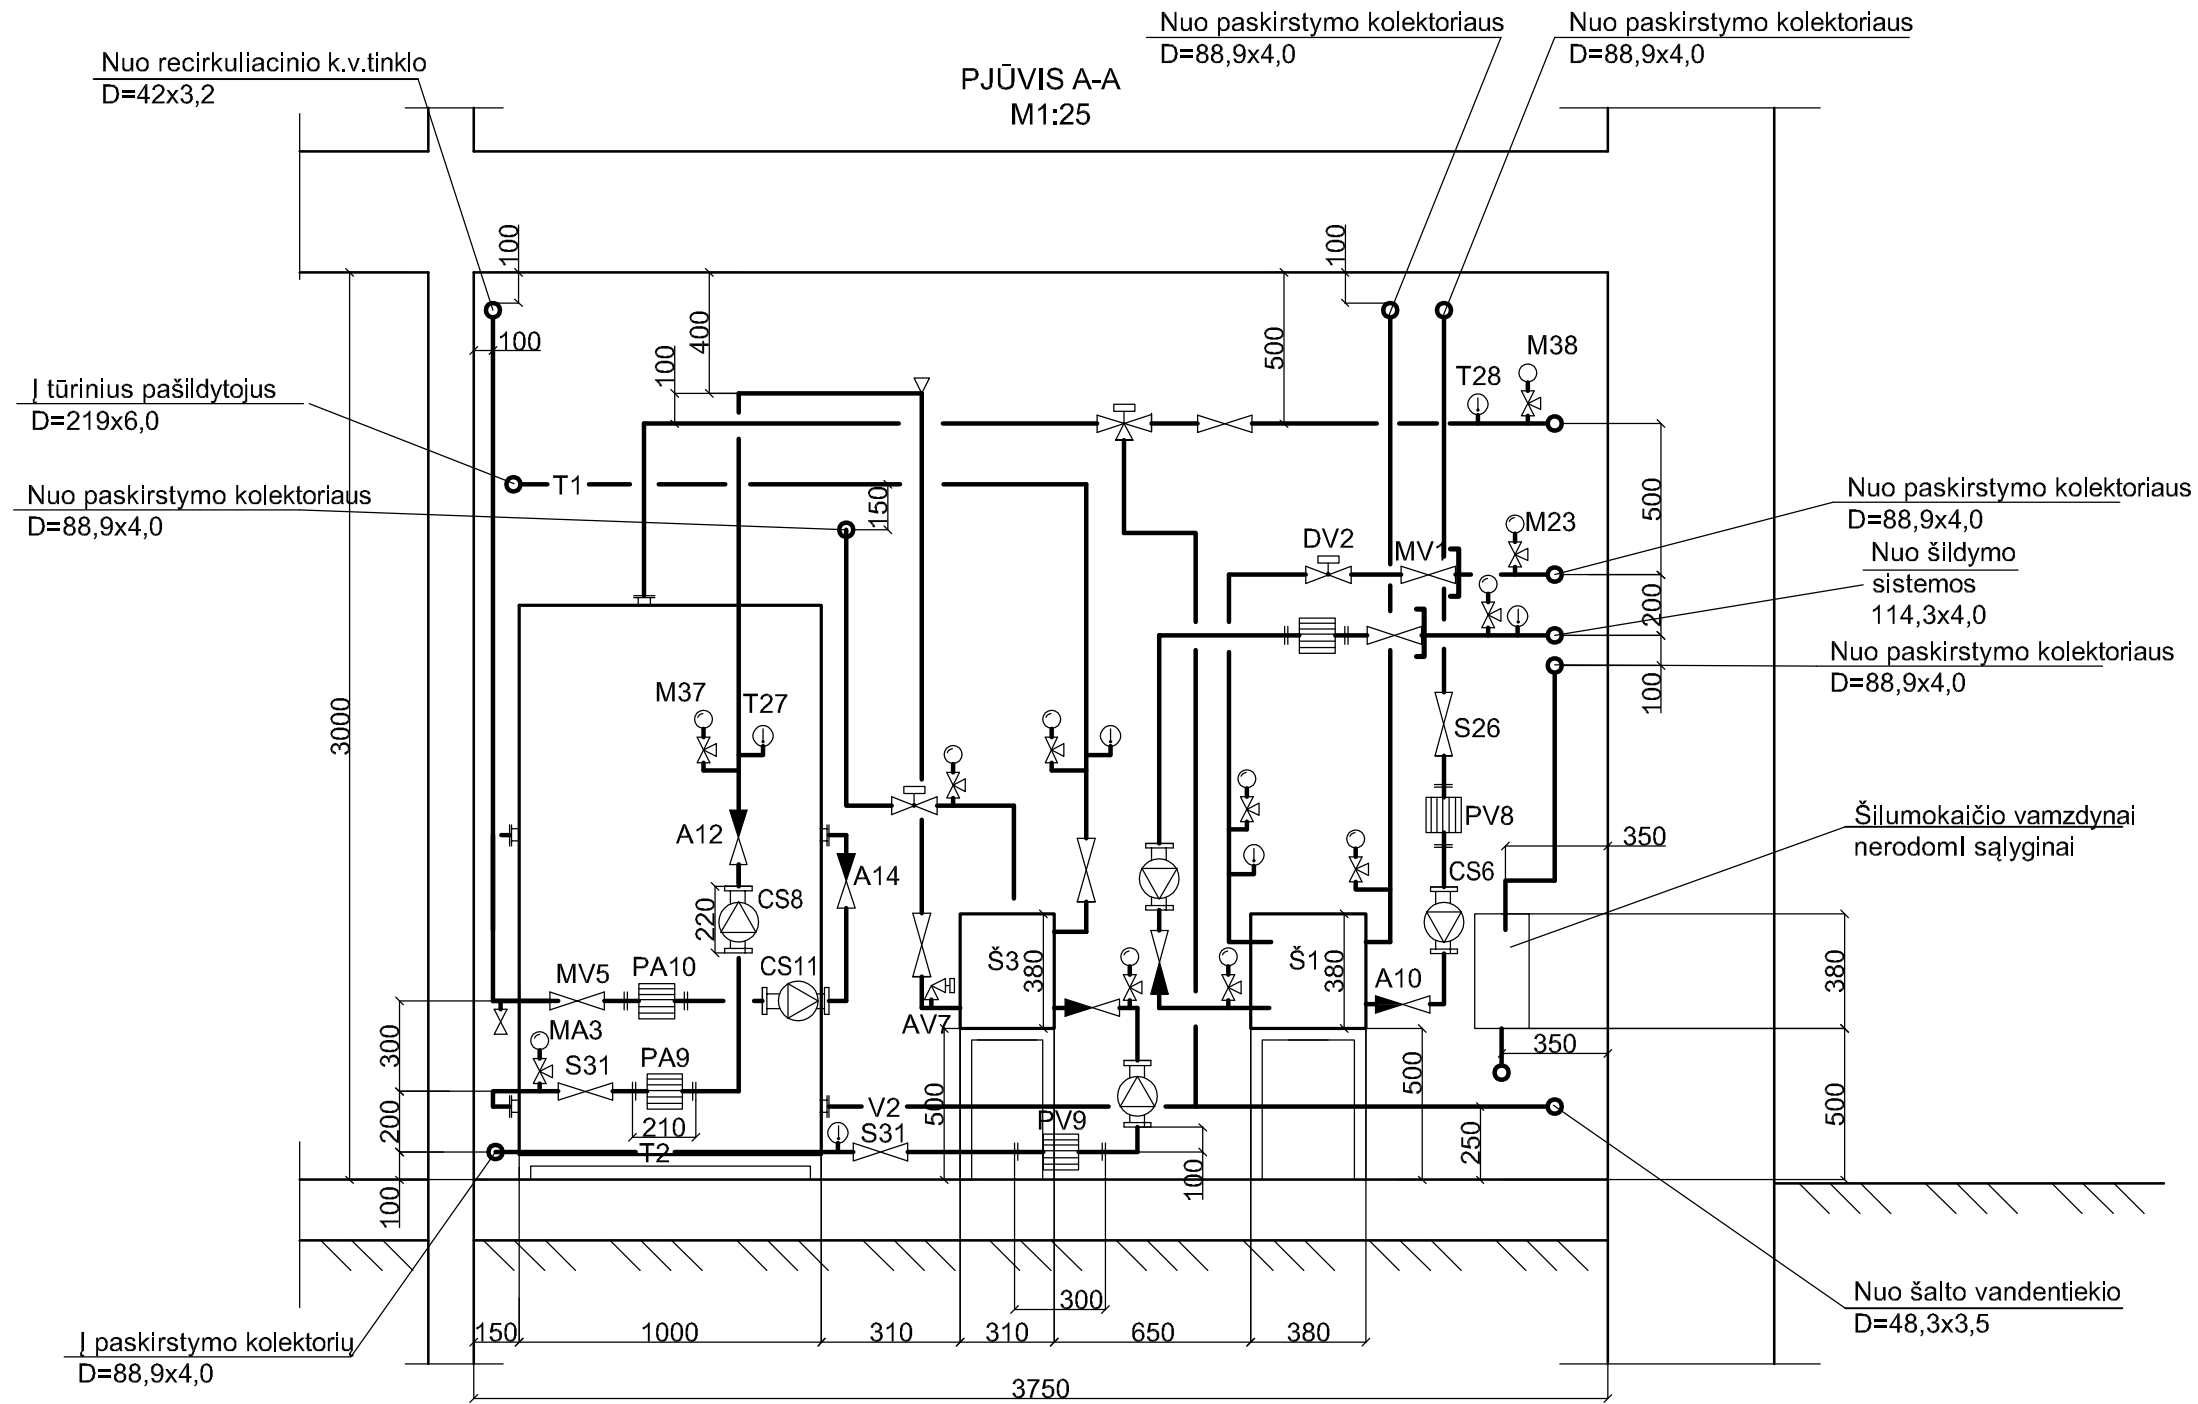 Nuo paskirstymo kolektoriaus
D=88,9x4,0
Nuo paskirstymo kolektoriaus
D=88,9x4,0
Nuo recirkuliacinio k.v.tinklo
D=42x3,2
PJŪVIS A-A
M1:25
100
100
100
400
100
500
M38
T28
Į tūrinius pašildytojus
D=219x6,0
T1
150
Nuo paskirstymo kolektoriaus
D=88,9x4,0
500
Nuo paskirstymo kolektoriaus
D=88,9x4,0
M23
DV2
MV1
Nuo šildymo
sistemos
114,3x4,0
200
Nuo paskirstymo kolektoriaus
D=88,9x4,0
100
3000
M37
T27
S26
A12
A14
PV8
350
Šilumokaičio vamzdynai
nerodomI sąlyginai
CS6
CS8
220
Š3
380
Š1
380
380
MV5
PA10
CS11
A10
AV7
MA3
300
S31
PA9
350
500
500
500
V2
210
200
T2
S31
PV9
250
100
100
300
150
1000
310
310
650
380
Nuo šalto vandentiekio
D=48,3x3,5
Į paskirstymo kolektorių
D=88,9x4,0
3750